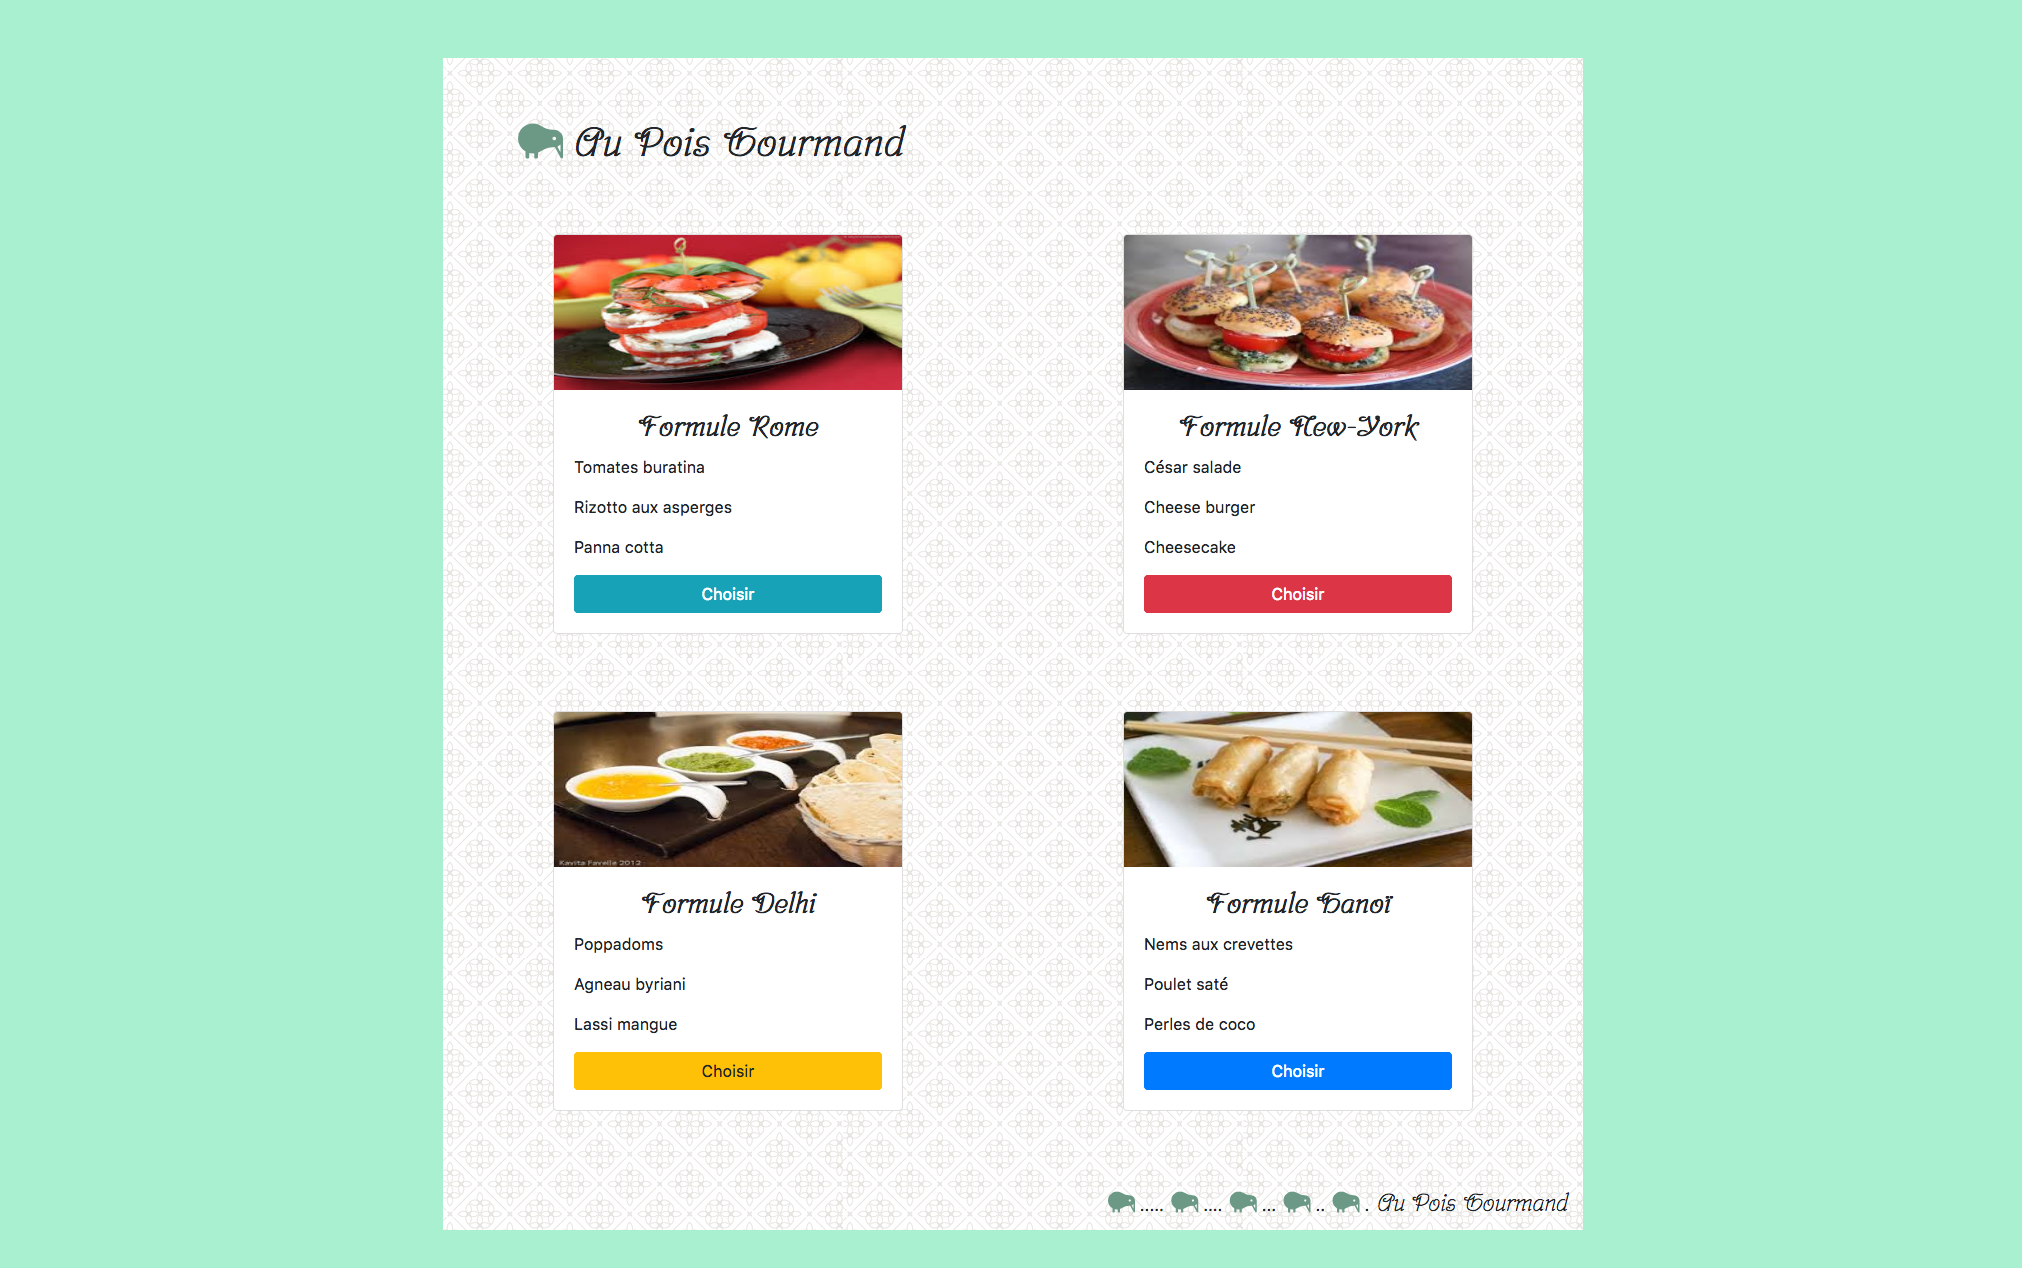 Au Pois Gourmand
Formule Rome
Tomates buratina
Rizotto aux asperges
Panna cotta
Choisir
Formule New-York
César salade
Cheese burger
Cheesecake
Choisir
Kavita Favelle 2012
Formule Delhi
Poppadoms
Agneau byriani
Lassi mangue
Choisir
Formule Hanoï
Nems aux crevettes
Poulet saté
Perles de coco
Choisir
..... .... ... .. . Au Pois Gourmand